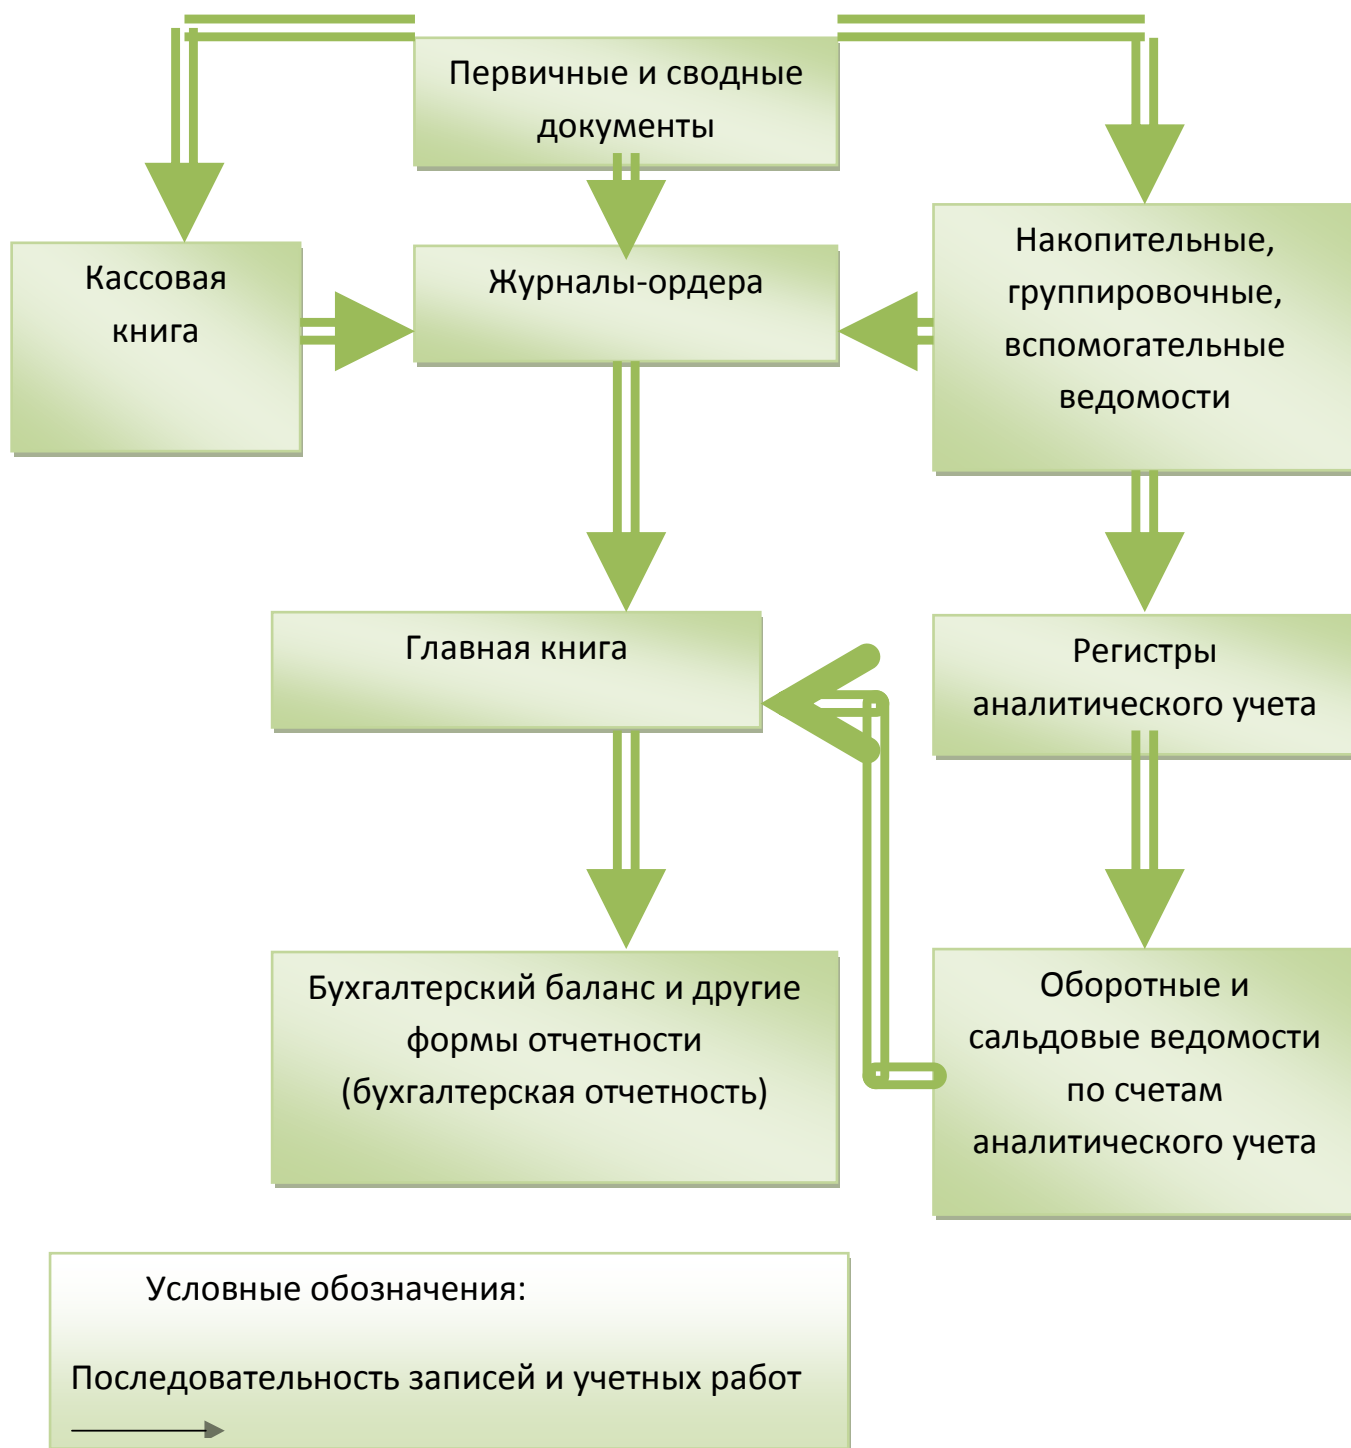 Первичные и сводные
документы
Кассовая
книга
Журналы-ордера
Накопительные,
группировочные,
вспомогательные
ведомости
Главная книга
Регистры
аналитического учета
Бухгалтерский баланс и другие
формы отчетности
(бухгалтерская отчетность)
Оборотные и
сальдовые ведомости
по счетам
аналитического учета
Условные обозначения:
Последовательность записей и учетных работ